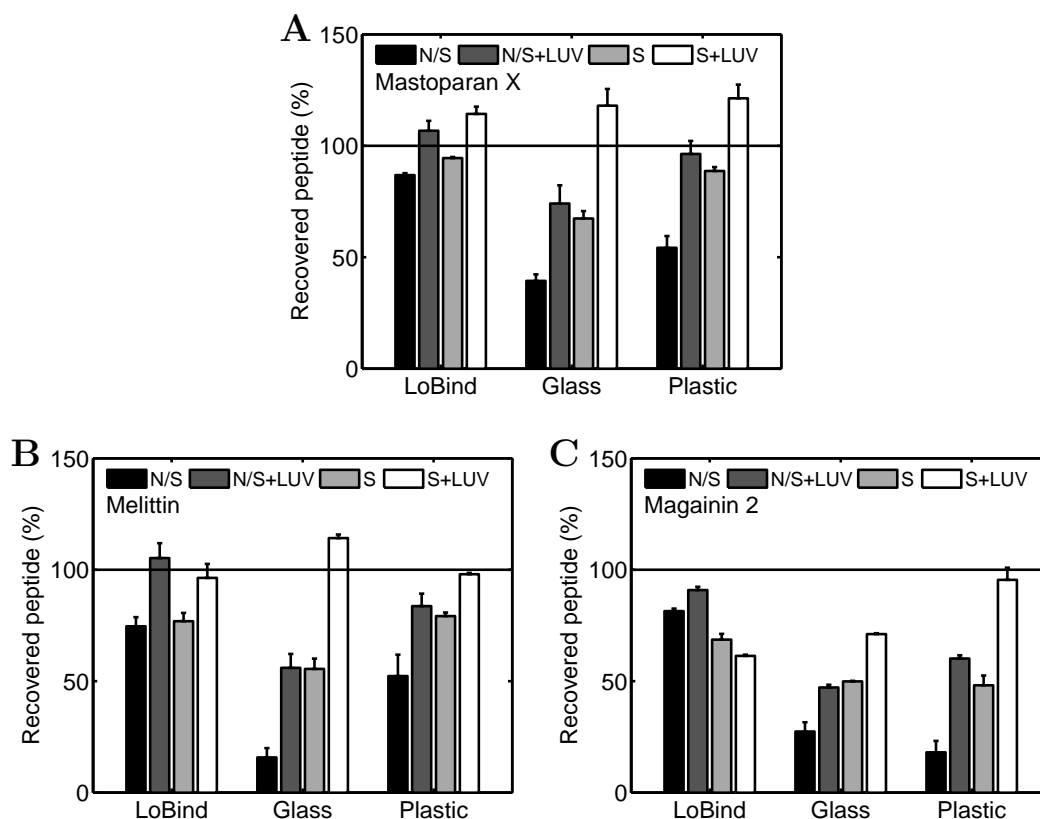 A
150
N/S N/S+LUV S S+LUV
Mastoparan X
100
50
0
Recovered peptide (%)
LoBind Glass Plastic
B
150
N/S N/S+LUV S S+LUV
Melittin
100
50
0
Recovered peptide (%)
LoBind Glass Plastic
C
150
N/S N/S+LUV S S+LUV
Magainin 2
100
50
0
Recovered peptide (%)
LoBind Glass Plastic